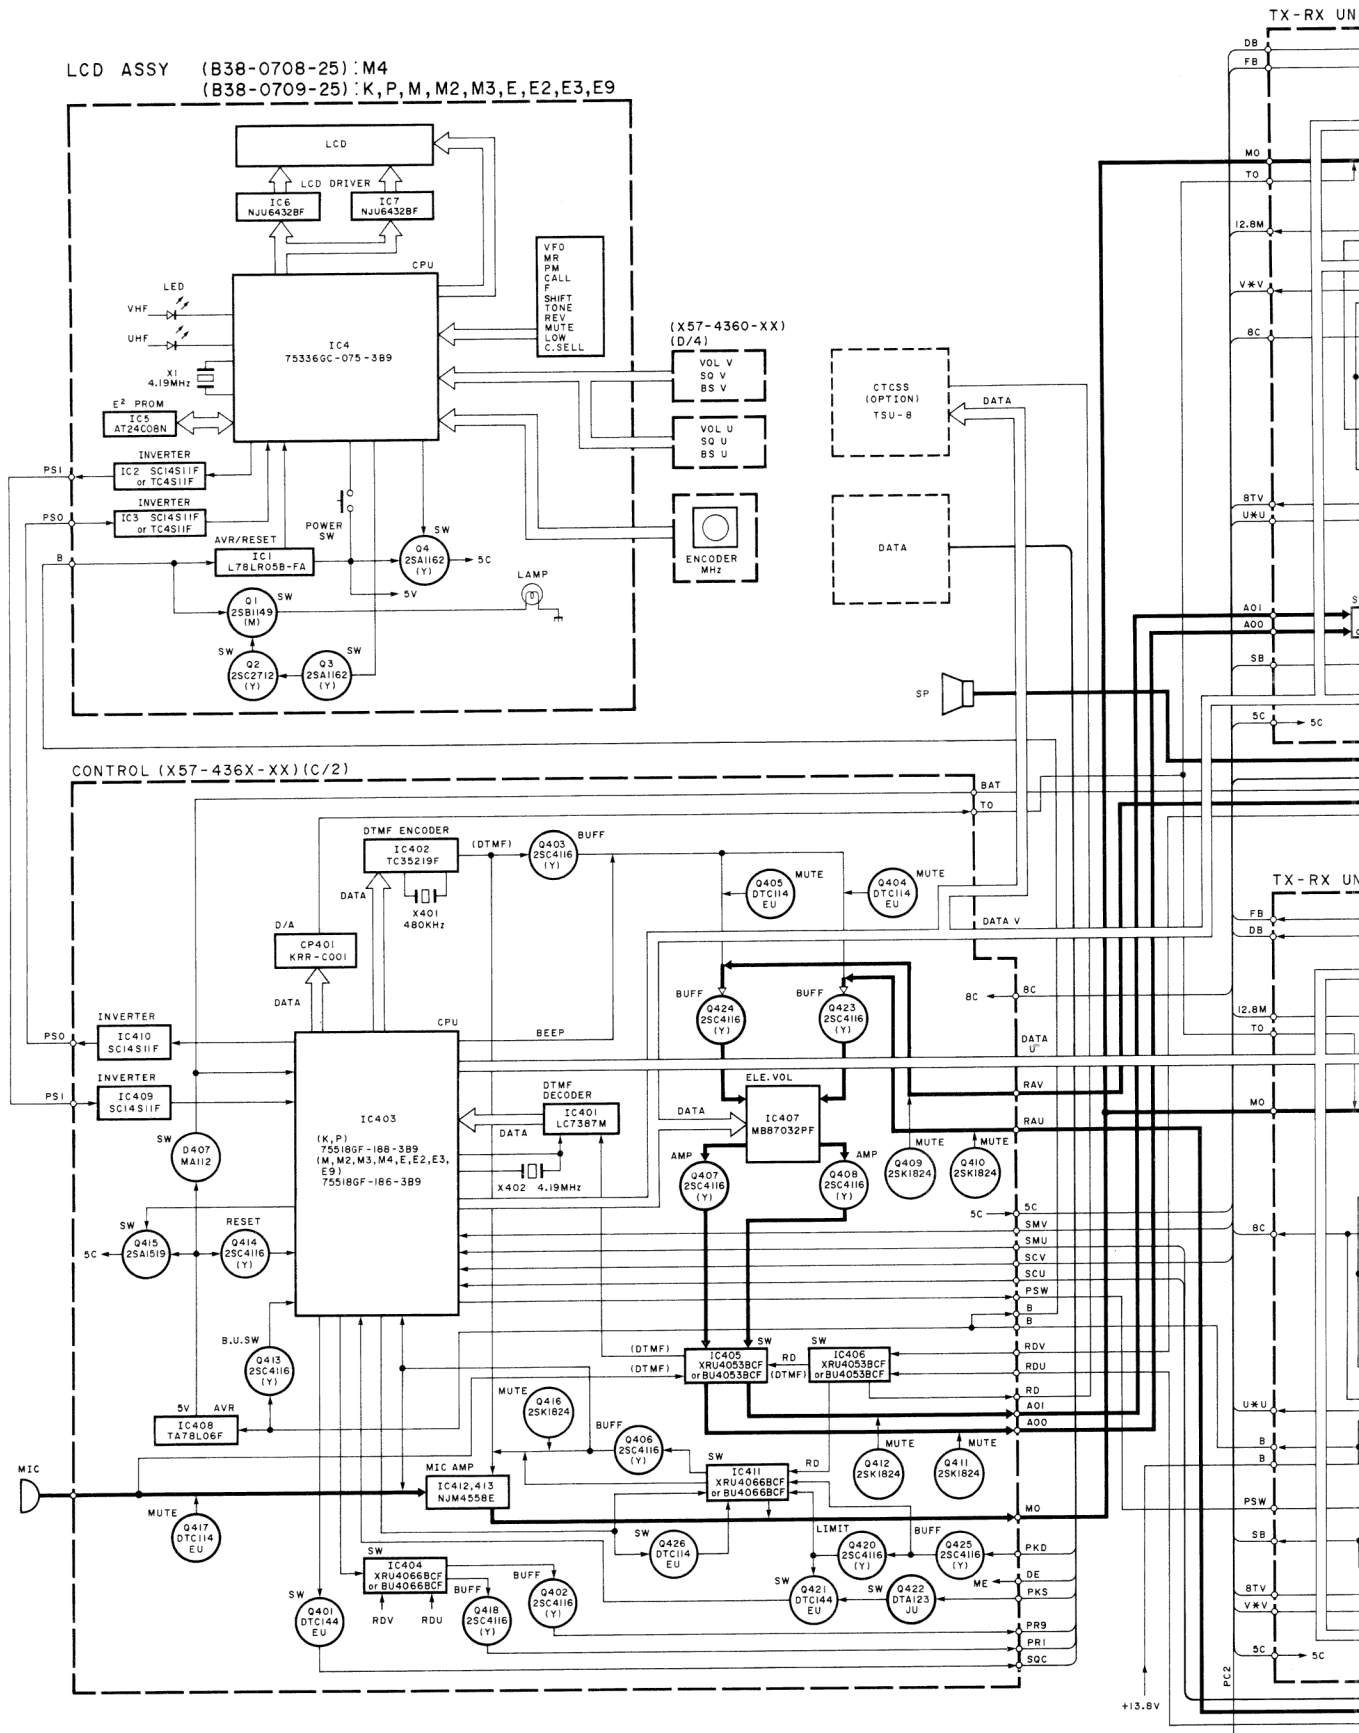 TX-RX UN
LCD ASSY (B38-0708-25):M4
(B38-0709-25):K,P,M,M2,M3,E,E2,E3,E9
DB
FB
MO
TO
12.8M
V*V
8C
8TV
U*U
AO1
AOO
SB
5C
5C
LCD
LCD DRIVER
IC6
NJU6432BF
IC7
NJU6432BF
CPU
VFO
MR
PM
CALL
F
SHIFT
TONE
REV
MUTE
LOW
C.SELL
LED
VHF
UHF
IC4
75336GC-075-3B9
X1
4.19MHz
E² PROM
IC5
AT24C08N
(X57-4360-XX)
(D/4)
VOL V
SQ V
BS V
VOL U
SQ U
BS U
ENCODER
MHz
CTCSS
(OPTION)
TSU-8
DATA
DATA
INVERTER
PS1
IC2 SC14S11F
or TC4S11F
INVERTER
PSO
IC3 SC14S11F
or TC4S11F
POWER
SW
AVR/RESET
B
IC1
L78LR05B-FA
SW
Q4
2SA1162
(Y)
5C
5V
LAMP
Q1
2SB1149
(M)
SW
SW
Q2
2SC2712
(Y)
SW
Q3
2SA1162
(Y)
SP
CONTROL (X57-436X-XX)(C/2)
BAT
TO
DTMF ENCODER
IC402
TC35219F
(DTMF)
Q403
2SC4116
(Y)
BUFF
DATA
X401
480KHz
Q405
DTC114
EU
MUTE
Q404
DTC114
EU
MUTE
D/A
CP401
KRR-C001
DATA
DATA V
TX-RX UN
FB
DB
BUFF
Q424
2SC4116
(Y)
BUFF
Q423
2SC4116
(Y)
8C
8C
12.8M
TO
CPU
INVERTER
PSO
IC410
SC14S11F
BEEP
DATA
U
INVERTER
PS1
IC409
SC14S11F
DTMF
DECODER
IC401
LC7387M
DATA
X402 4.19MHz
IC403
(K,P)
75518GF-188-3B9
(M,M2,M3,M4,E,E2,E3,
E9)
75518GF-186-3B9
ELE.VOL
DATA
IC407
MB87032PF
RAV
MO
RAU
SW
D407
MA112
AMP
Q407
2SC4116
(Y)
AMP
Q408
2SC4116
(Y)
MUTE
Q409
2SK1824
MUTE
Q410
2SK1824
SW
5C
Q415
2SA1519
RESET
Q414
2SC4116
(Y)
5C
5C
SMV
SMU
SCV
SCU
PSW
B
B
8C
B.U.SW
Q413
2SC4116
(Y)
SW
(DTMF)
IC405
XRU4053BCF
or BU4053BCF
(DTMF)
RD
(DTMF)
SW
IC406
XRU4053BCF
or BU4053BCF
RDV
RDU
RD
AO1
AOO
5V AVR
IC408
TA78L06F
MUTE
Q416
2SK1824
BUFF
Q406
2SC4116
(Y)
SW
IC411
XRU4066BCF
or BU4066BCF
RD
MUTE
Q412
2SK1824
MUTE
Q411
2SK1824
U*U
B
B
MIC
MIC AMP
IC412,413
NJM4558E
MUTE
Q417
DTC114
EU
MO
PSW
SW
Q426
DTC114
EU
LIMIT
Q420
2SC4116
(Y)
BUFF
Q425
2SC4116
(Y)
PKD
SB
SW
IC404
XRU4066BCF
or BU4066BCF
RDV
RDU
BUFF
Q418
2SC4116
(Y)
BUFF
Q402
2SC4116
(Y)
SW
Q421
DTC144
EU
SW
Q422
DTA123
JU
ME
DE
PKS
8TV
V*V
SW
Q401
DTC144
EU
PR9
PR1
SQC
5C
5C
PC2
+13.8V